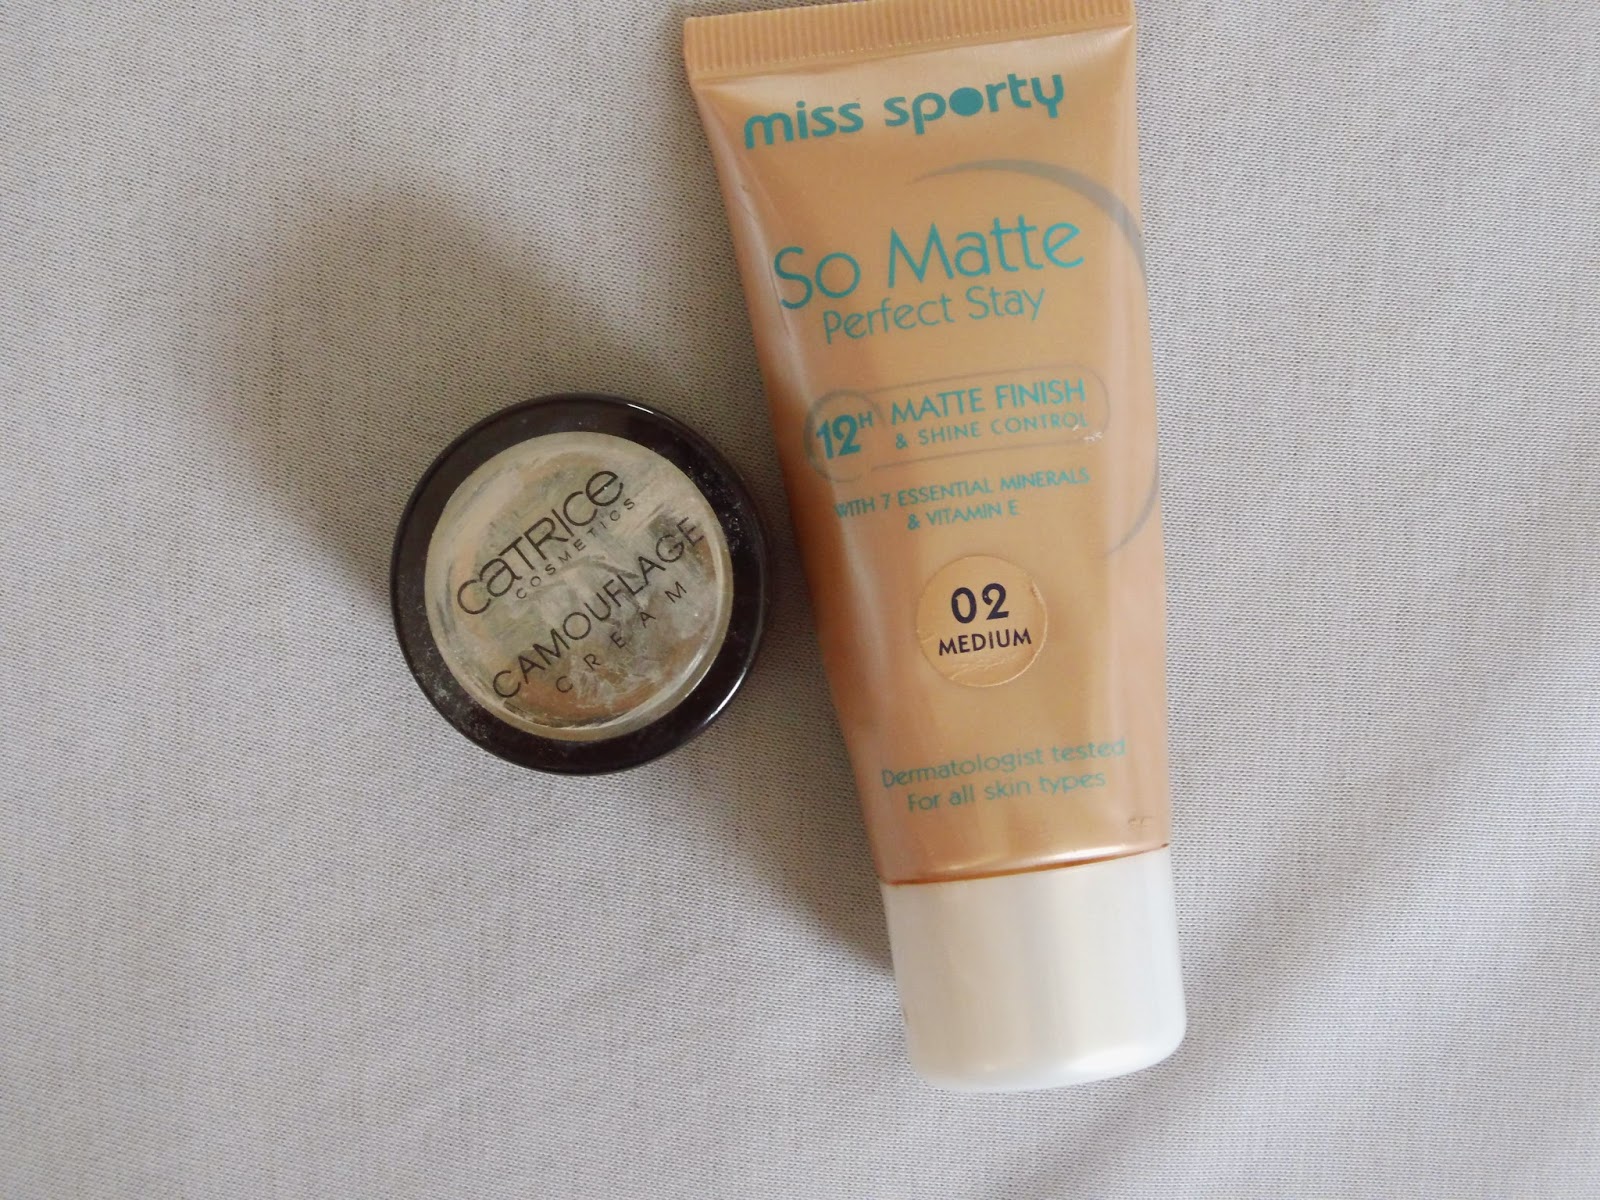 CATRICE
COSMETICS
CAMOUFLAGE
CREAM
miss sporty
So Matte
Perfect Stay
12H MATTE FINISH
& SHINE CONTROL
WITH 7 ESSENTIAL MINERALS
& VITAMIN E
02
MEDIUM
Dermatologist tested
For all skin types